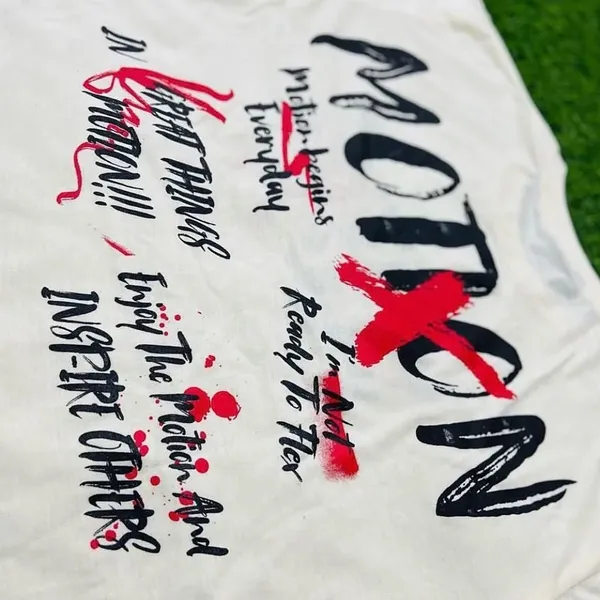 MOTION
Motion begins
Everyday
I'm Not
Ready To Flex
GREAT THINGS
IN MOTION!!!
Enjoy The Motion And
INSPIRE OTHERS